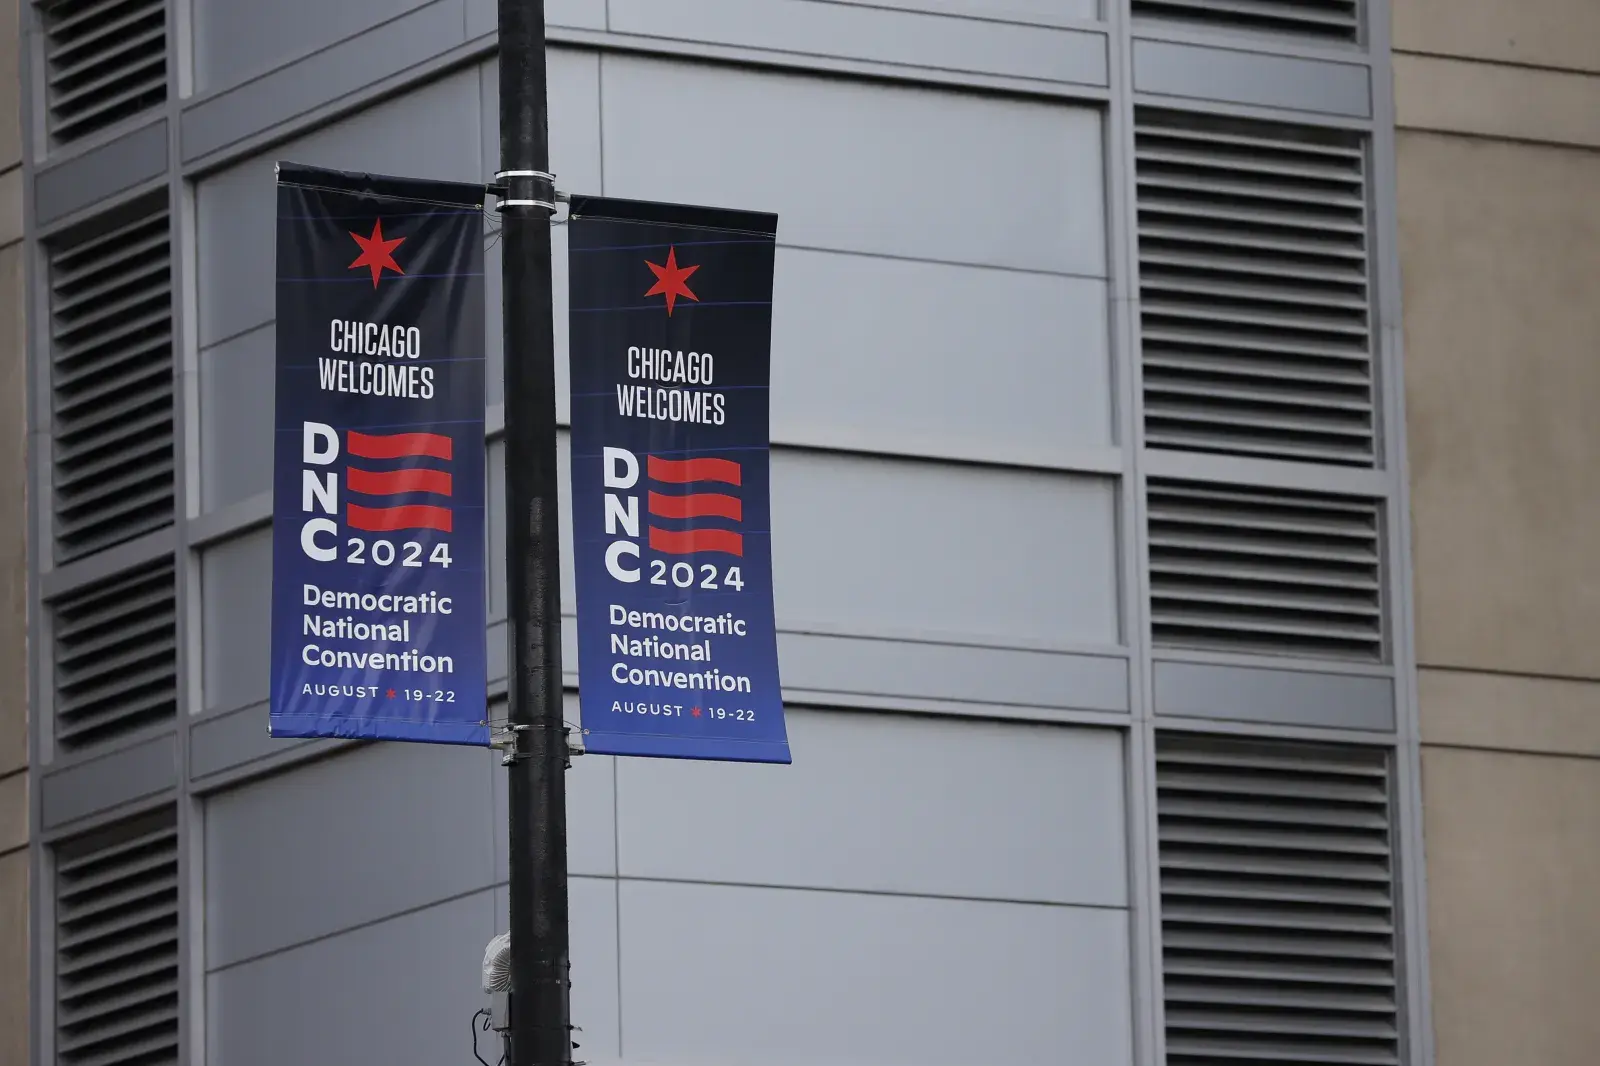 CHICAGO
WELCOMES
DNC
2024
Democratic
National
Convention
AUGUST 19-22
CHICAGO
WELCOMES
DNC
2024
Democratic
National
Convention
AUGUST 19-22